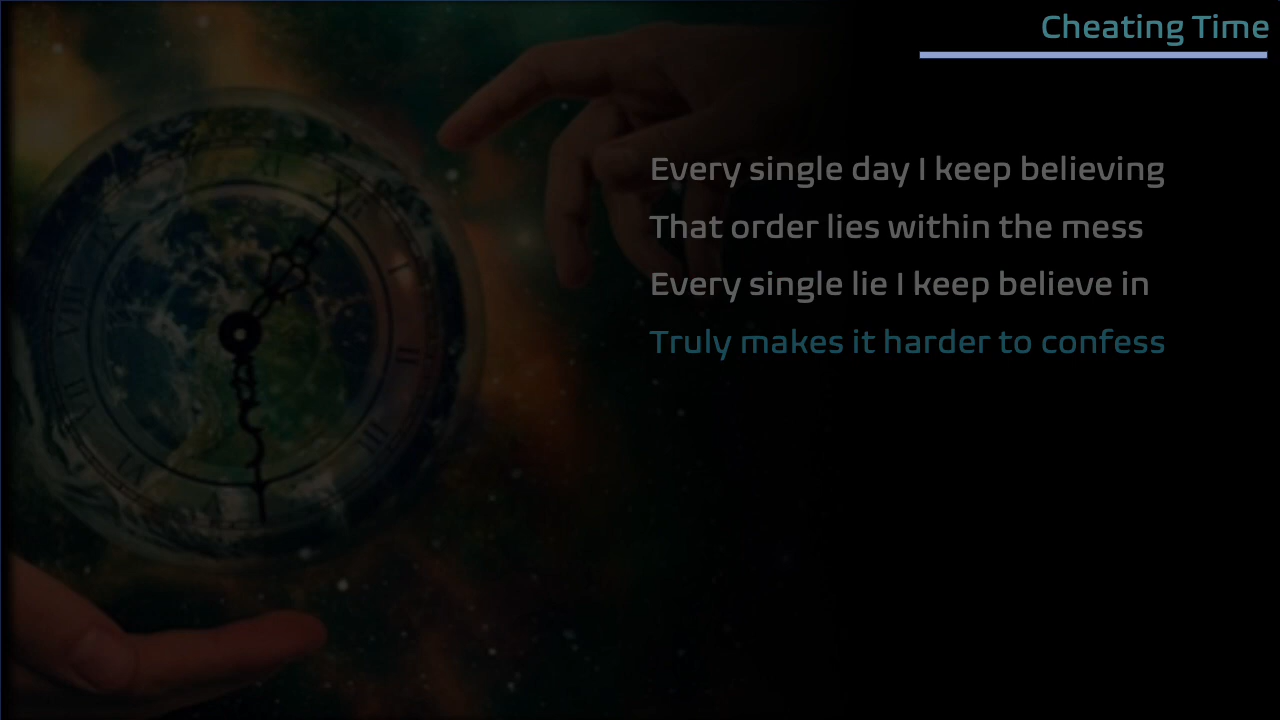 Cheating Time
Every single day I keep believing
That order lies within the mess
Every single lie I keep believe in
Truly makes it harder to confess